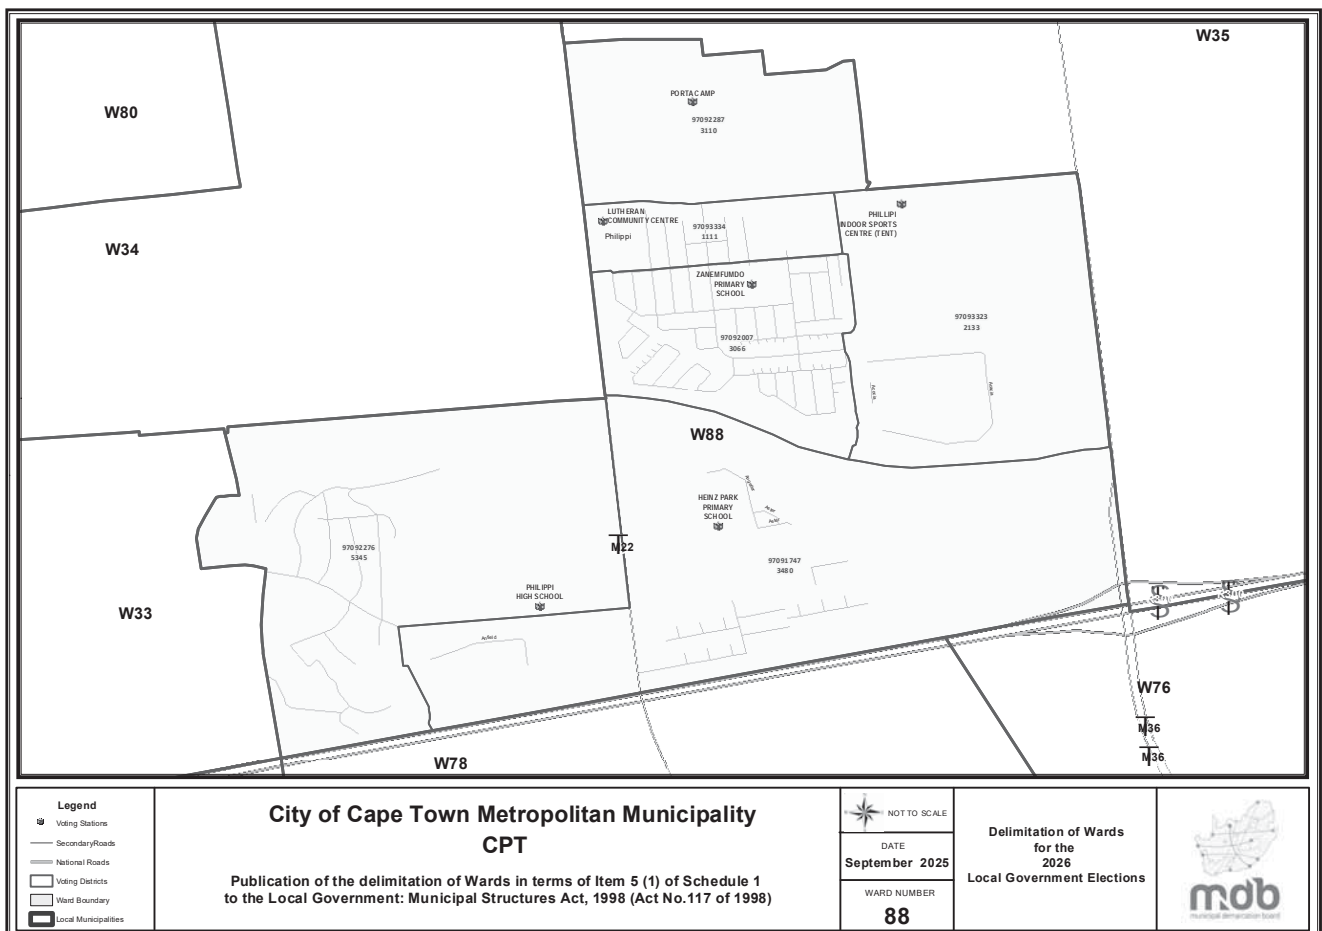 W35
W80
PORTACAMP
97092287
3110
LUTHERAN
COMMUNITY CENTRE
Philippi
97093334
1111
PHILLIPI
INDOOR SPORTS
CENTRE (TENT)
W34
ZANEMFUMDO
PRIMARY
SCHOOL
97093323
2133
97092007
3066
W88
HEINZ PARK
PRIMARY
SCHOOL
M22
97092276
5345
97091747
3480
PHILIPPI
HIGH SCHOOL
W33
W76
M36
M36
W78
Legend
Voting Stations
SecondaryRoads
National Roads
Voting Districts
Ward Boundary
Local Municipalities
City of Cape Town Metropolitan Municipality
CPT
Publication of the delimitation of Wards in terms of Item 5 (1) of Schedule 1
to the Local Government: Municipal Structures Act, 1998 (Act No.117 of 1998)
NOT TO SCALE
DATE
September 2025
WARD NUMBER
88
Delimitation of Wards
for the
2026
Local Government Elections
mdb
municipal demarcation board